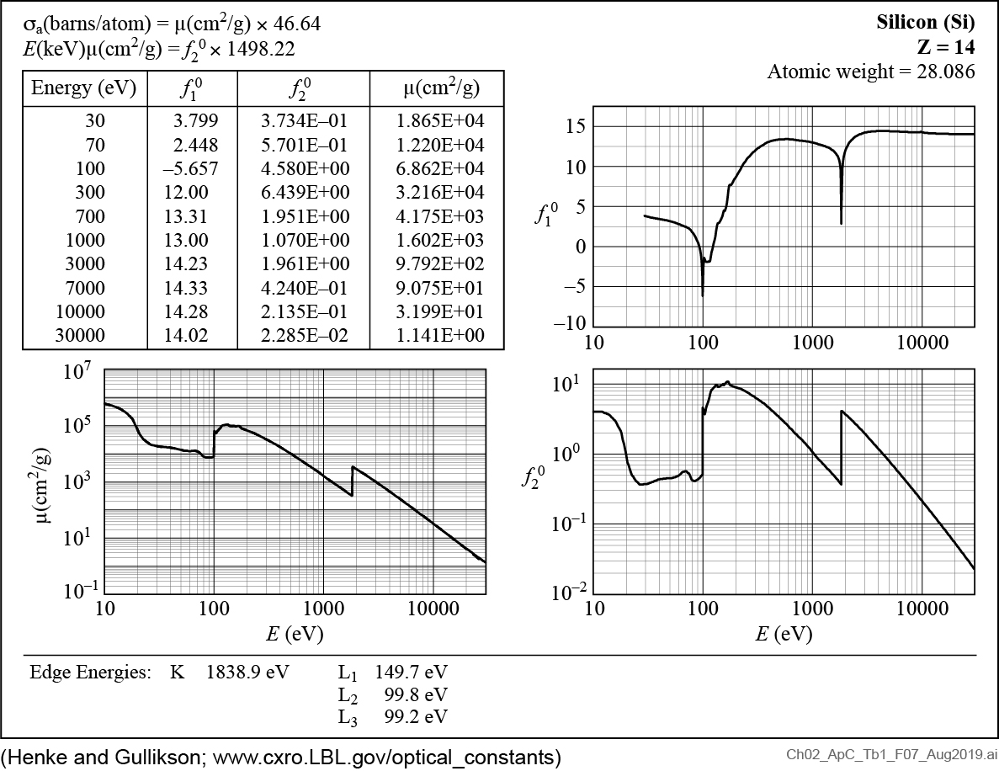 σa(barns/atom) = μ(cm²/g) × 46.64
E(keV)μ(cm²/g) = f₂⁰ × 1498.22
Silicon (Si)
Z = 14
Atomic weight = 28.086
Energy (eV) f₁⁰ f₂⁰ μ(cm²/g)
30 3.799 3.734E–01 1.865E+04
70 2.448 5.701E–01 1.220E+04
100 –5.657 4.580E+00 6.862E+04
300 12.00 6.439E+00 3.216E+04
700 13.31 1.951E+00 4.175E+03
1000 13.00 1.070E+00 1.602E+03
3000 14.23 1.961E+00 9.792E+02
7000 14.33 4.240E–01 9.075E+01
10000 14.28 2.135E–01 3.199E+01
30000 14.02 2.285E–02 1.141E+00
15
10
5
0
–5
–10
f₁⁰
10 100 1000 10000
10⁷
10⁵
10³
10¹
10⁻¹
μ(cm²/g)
10 100 1000 10000
E (eV)
10¹
10⁰
10⁻¹
10⁻²
f₂⁰
10 100 1000 10000
E (eV)
Edge Energies: K 1838.9 eV L₁ 149.7 eV
L₂ 99.8 eV
L₃ 99.2 eV
(Henke and Gullikson; www.cxro.LBL.gov/optical_constants)
Ch02_ApC_Tb1_F07_Aug2019.ai